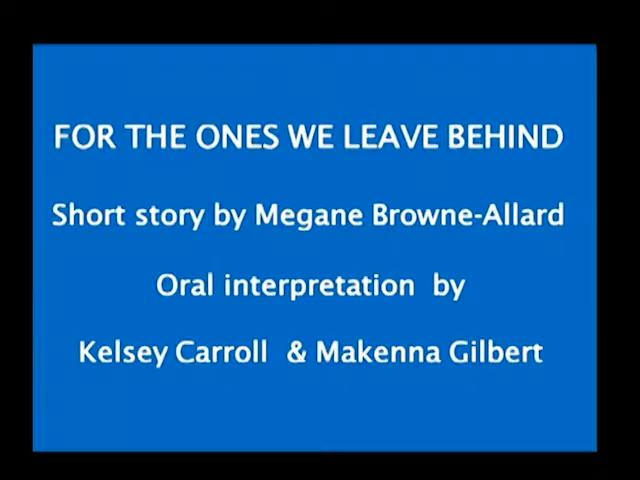 FOR THE ONES WE LEAVE BEHIND
Short story by Megane Browne-Allard
Oral interpretation by
Kelsey Carroll & Makenna Gilbert